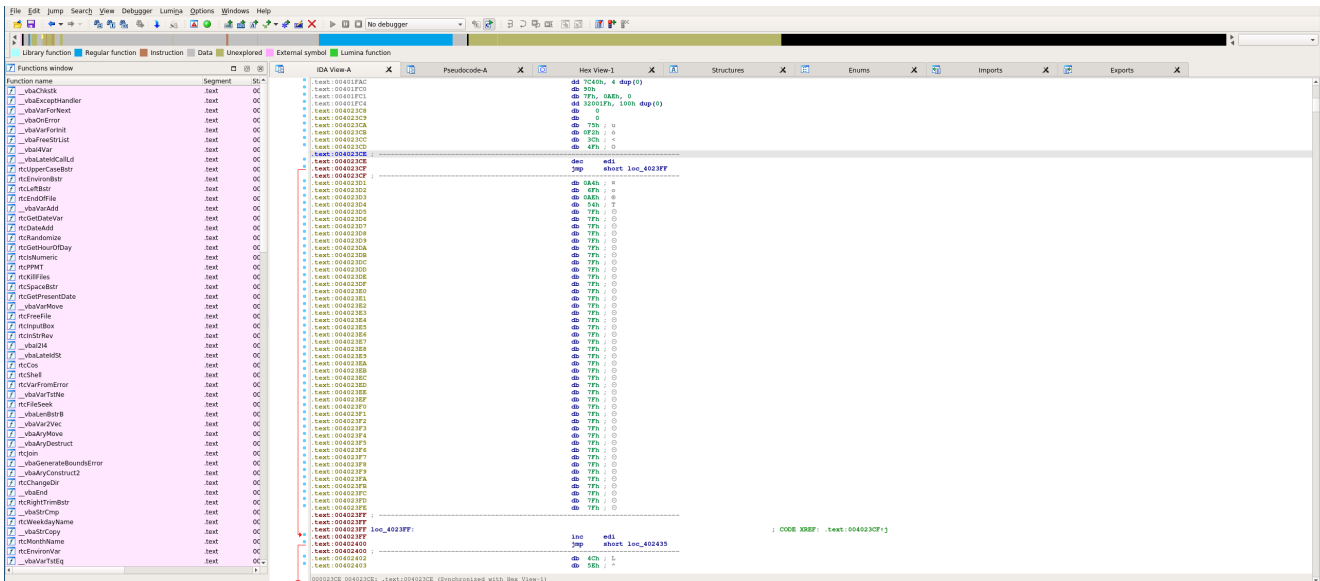 File Edit Jump Search View Debugger Lumina Options Windows Help
No debugger
Library function Regular function Instruction Data Unexplored External symbol Lumina function
Functions window IDA View-A Pseudocode-A Hex View-1 Structures Enums Imports Exports
Function name Segment
__vbaChkstk .text
__vbaExceptHandler .text
__vbaVarForNext .text
__vbaOnError .text
__vbaVarForInit .text
__vbaFreeStrList .text
__vbaI4Var .text
__vbaLateIdCallLd .text
rtcUpperCaseBstr .text
rtcEnvironBstr .text
rtcLeftBstr .text
rtcEndOfFile .text
__vbaVarAdd .text
rtcGetDateVar .text
rtcDateAdd .text
rtcRandomize .text
rtcGetHourOfDay .text
rtcIsNumeric .text
rtcPPMT .text
rtcKillFiles .text
rtcSpaceBstr .text
rtcGetPresentDate .text
__vbaVarMove .text
rtcFreeFile .text
rtcInputBox .text
rtcInStrRev .text
__vbaI2I4 .text
__vbaLateIdSt .text
rtcCos .text
rtcShell .text
rtcVarFromError .text
__vbaVarTstNe .text
rtcFileSeek .text
__vbaLenBstrB .text
__vbaVar2Vec .text
__vbaAryMove .text
__vbaAryDestruct .text
rtcJoin .text
__vbaGenerateBoundsError .text
__vbaAryConstruct2 .text
rtcChangeDir .text
__vbaEnd .text
rtcRightTrimBstr .text
__vbaStrCmp .text
rtcWeekdayName .text
__vbaStrCopy .text
rtcMonthName .text
rtcEnvironVar .text
__vbaVarTstEq .text
.text:00401FAC dd 7C40h, 4 dup(0)
.text:00401FC0 db 90h
.text:00401FC1 db 7Fh, 0AEh, 0
.text:00401FC4 dd 32001Fh, 100h dup(0)
.text:004023C8 db 0
.text:004023C9 db 0
.text:004023CA db 75h ; u
.text:004023CB db 0F2h ; ò
.text:004023CC db 3Ch ; <
.text:004023CD db 4Fh ; O
.text:004023CE ; ---------------------------------------------------------------------------
.text:004023CE dec edi
.text:004023CF jmp short loc_4023FF
.text:004023CF ; ---------------------------------------------------------------------------
.text:004023D1 db 0A4h ; ¤
.text:004023D2 db 6Fh ; o
.text:004023D3 db 0AEh ; ®
.text:004023D4 db 54h ; T
.text:004023D5 db 7Fh ;
.text:004023D6 db 7Fh ;
.text:004023D7 db 7Fh ;
.text:004023D8 db 7Fh ;
.text:004023D9 db 7Fh ;
.text:004023DA db 7Fh ;
.text:004023DB db 7Fh ;
.text:004023DC db 7Fh ;
.text:004023DD db 7Fh ;
.text:004023DE db 7Fh ;
.text:004023DF db 7Fh ;
.text:004023E0 db 7Fh ;
.text:004023E1 db 7Fh ;
.text:004023E2 db 7Fh ;
.text:004023E3 db 7Fh ;
.text:004023E4 db 7Fh ;
.text:004023E5 db 7Fh ;
.text:004023E6 db 7Fh ;
.text:004023E7 db 7Fh ;
.text:004023E8 db 7Fh ;
.text:004023E9 db 7Fh ;
.text:004023EA db 7Fh ;
.text:004023EB db 7Fh ;
.text:004023EC db 7Fh ;
.text:004023ED db 7Fh ;
.text:004023EE db 7Fh ;
.text:004023EF db 7Fh ;
.text:004023F0 db 7Fh ;
.text:004023F1 db 7Fh ;
.text:004023F2 db 7Fh ;
.text:004023F3 db 7Fh ;
.text:004023F4 db 7Fh ;
.text:004023F5 db 7Fh ;
.text:004023F6 db 7Fh ;
.text:004023F7 db 7Fh ;
.text:004023F8 db 7Fh ;
.text:004023F9 db 7Fh ;
.text:004023FA db 7Fh ;
.text:004023FB db 7Fh ;
.text:004023FC db 7Fh ;
.text:004023FD db 7Fh ;
.text:004023FE db 7Fh ;
.text:004023FF ; ---------------------------------------------------------------------------
.text:004023FF
.text:004023FF loc_4023FF: ; CODE XREF: .text:004023CF↑j
.text:004023FF inc edi
.text:00402400 jmp short loc_402435
.text:00402400 ; ---------------------------------------------------------------------------
.text:00402402 db 4Ch ; L
.text:00402403 db 5Eh ; ^
000023CE 004023CE: .text:004023CE (Synchronized with Hex View-1)